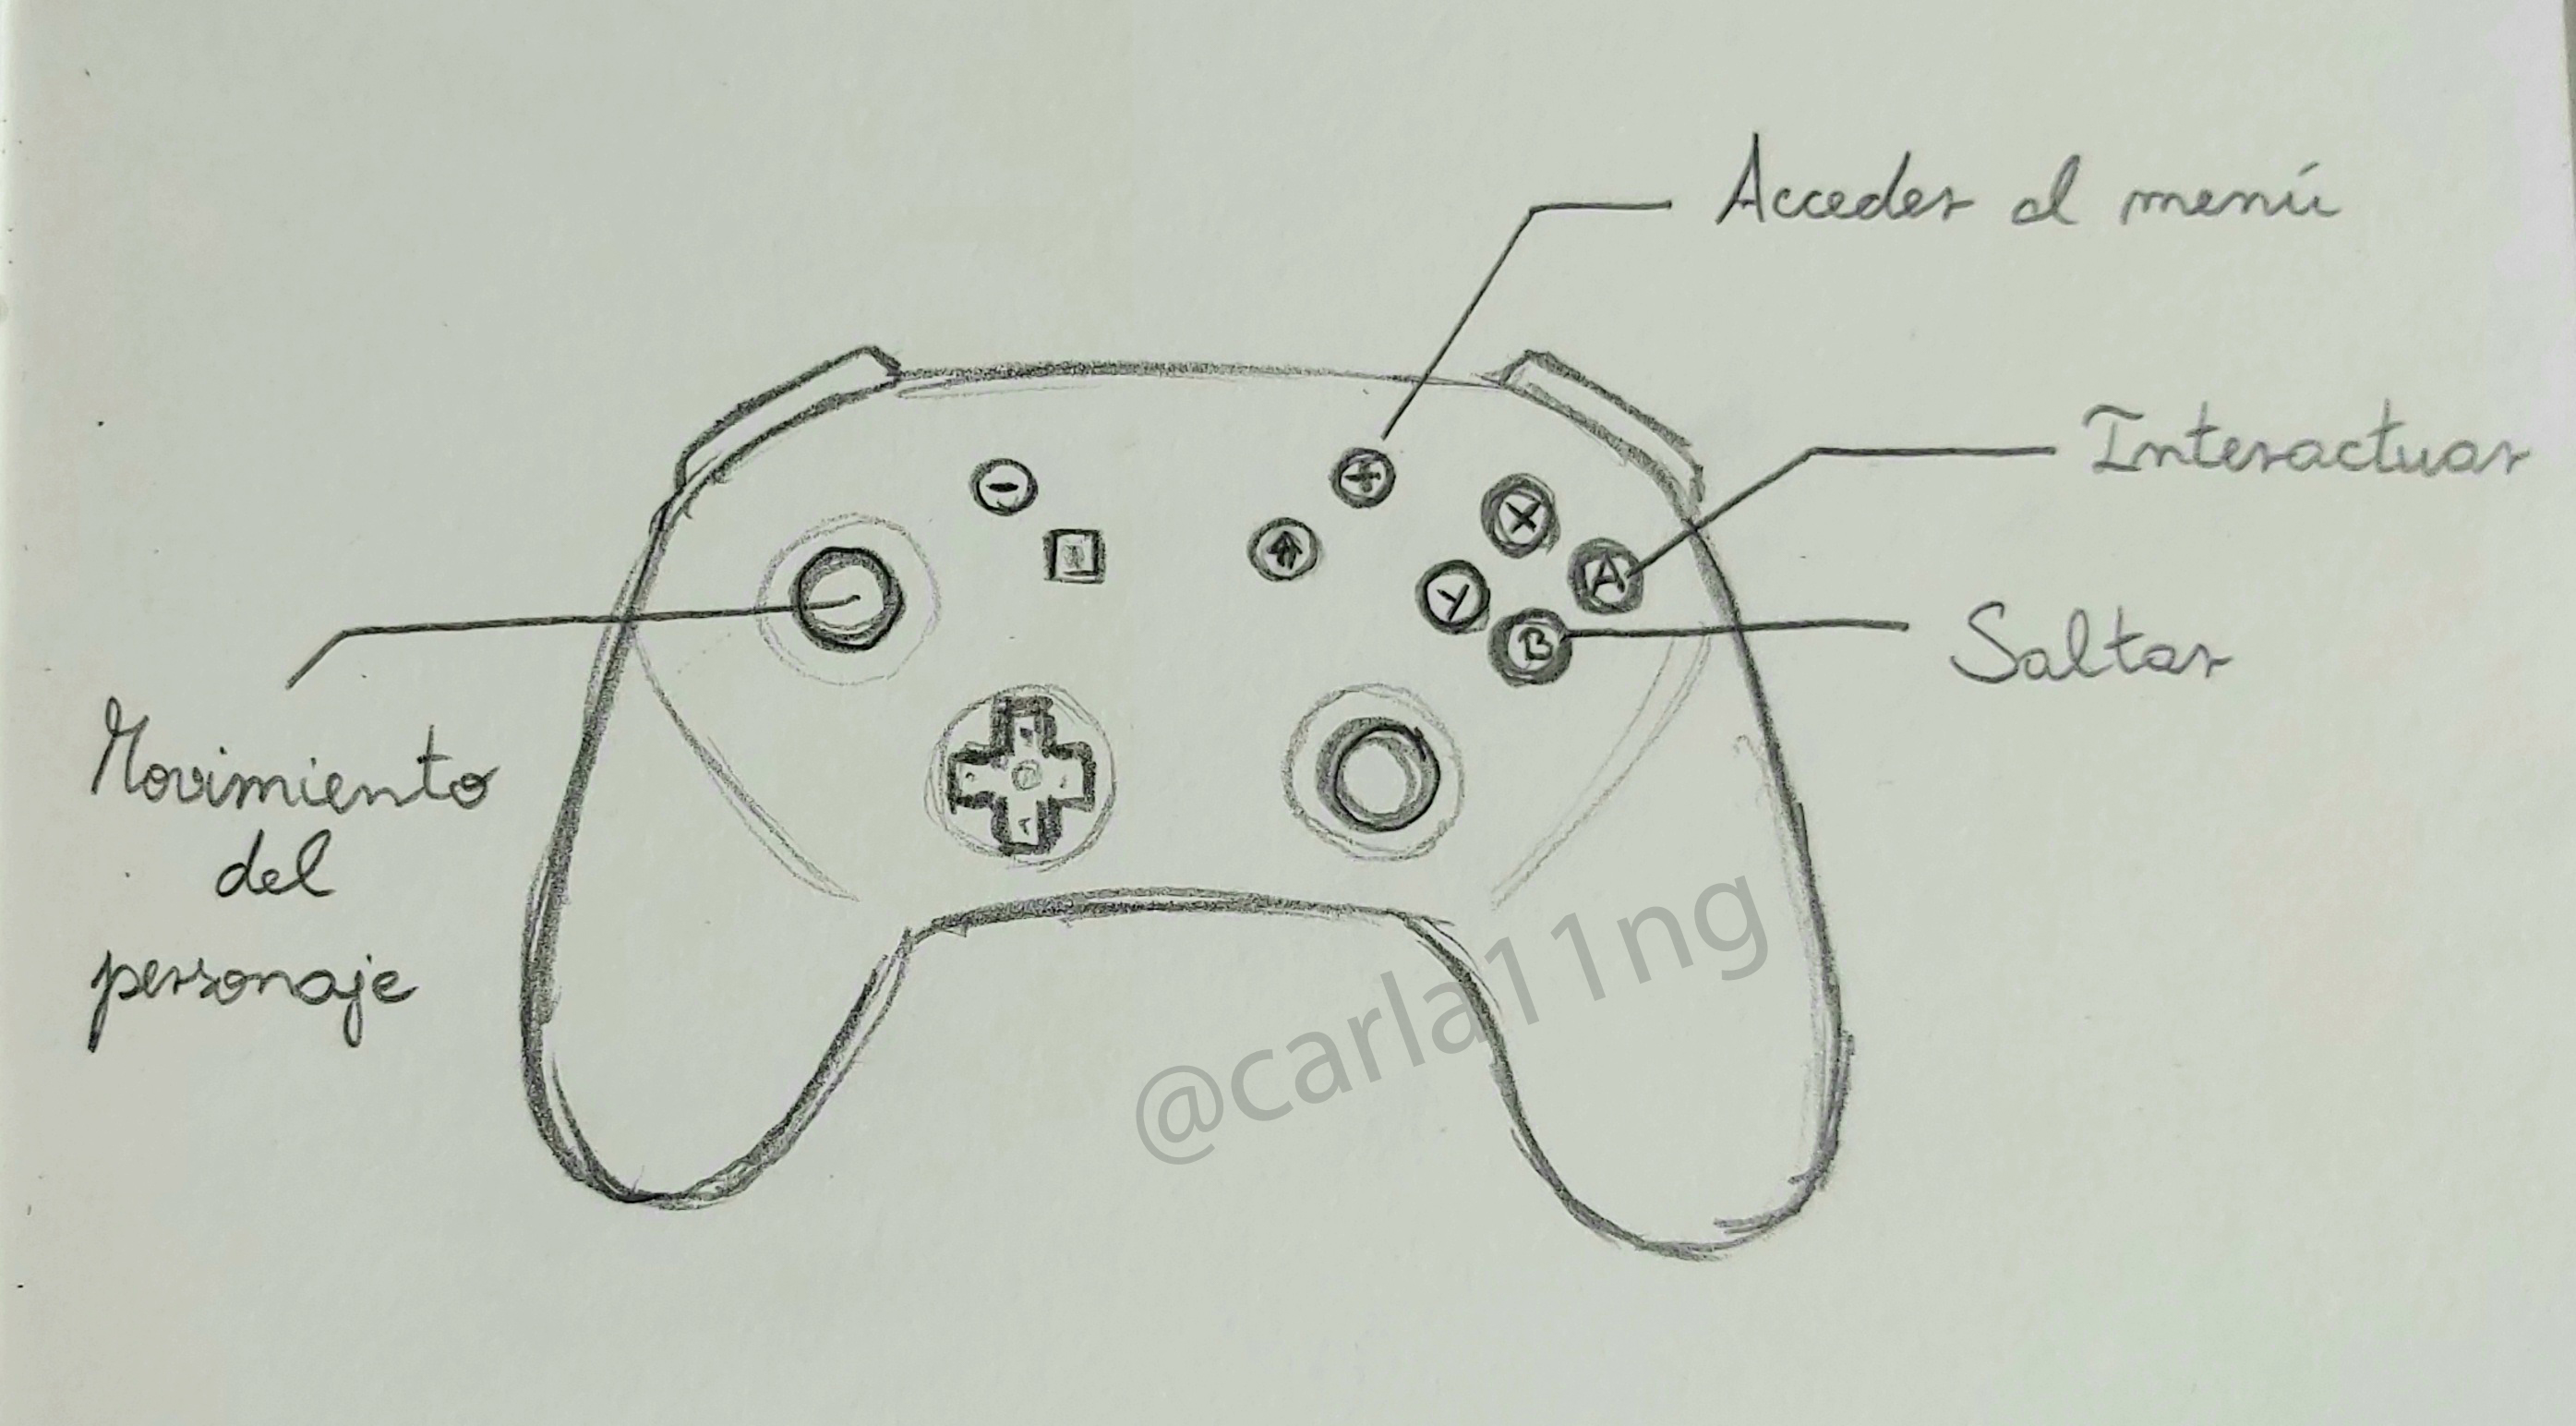 Acceder al menú
Interactuar
Saltar
Movimiento
del
personaje
-
+
X
A
Y
B
@carla11ng